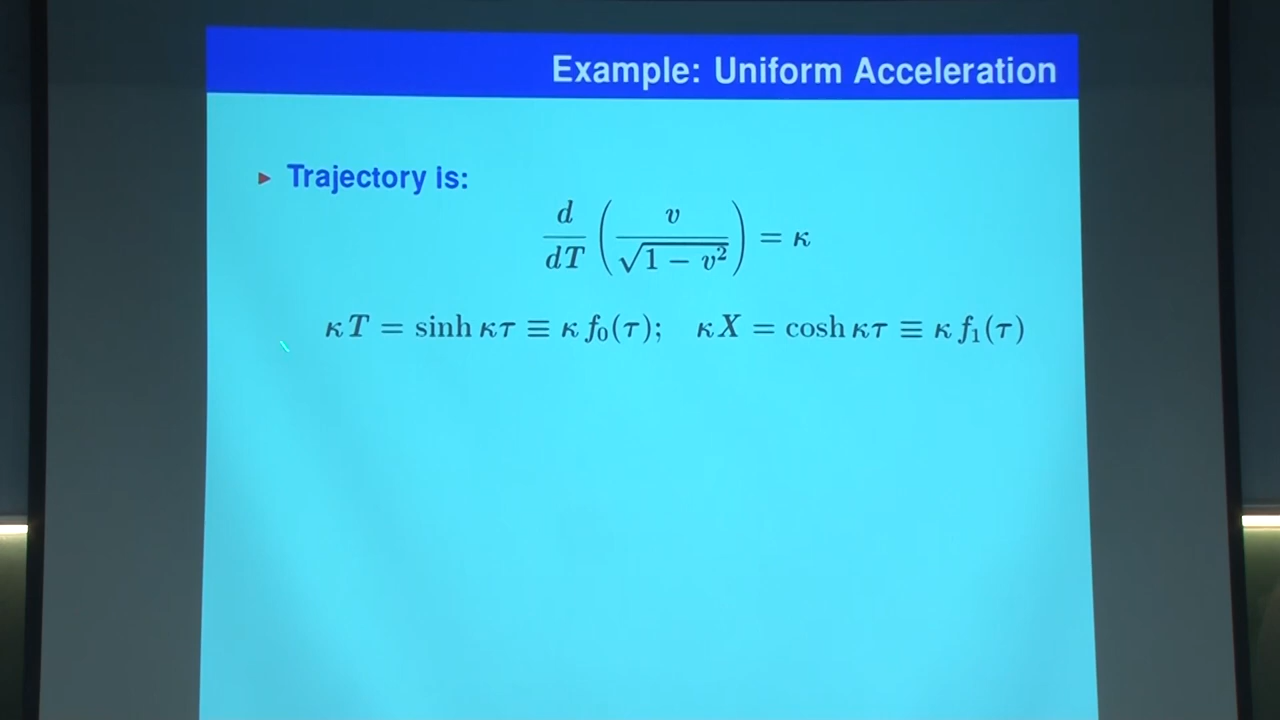 Example: Uniform Acceleration
▶ Trajectory is:
d/dT ( v / √(1 − v²) ) = κ
κT = sinh κτ ≡ κ f₀(τ);   κX = cosh κτ ≡ κ f₁(τ)